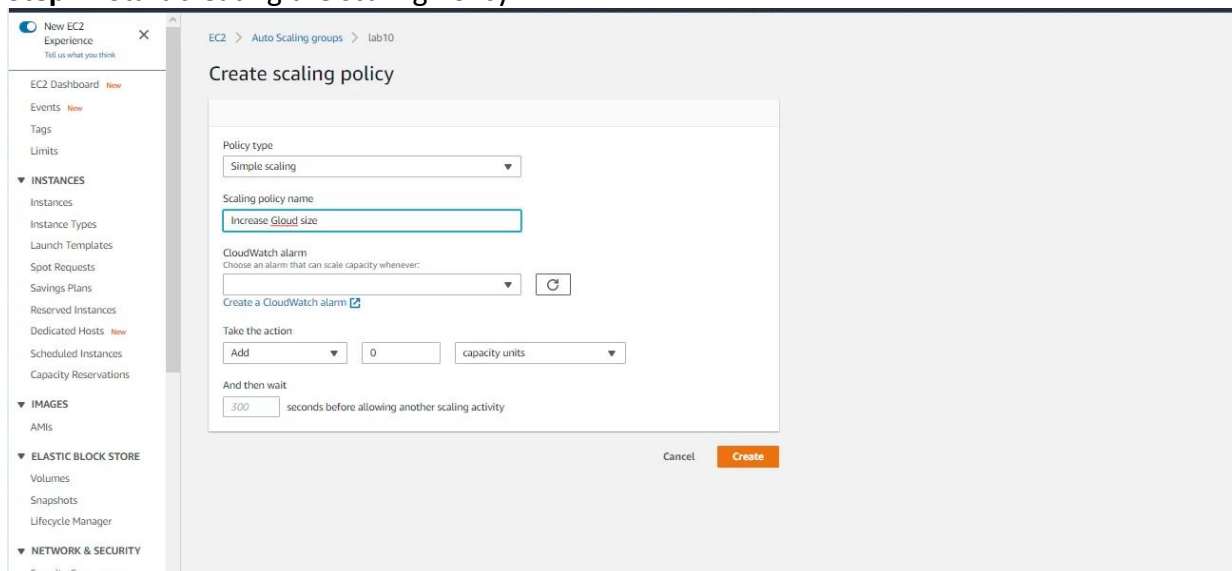 New EC2
Experience
Tell us what you think
EC2 Dashboard New
Events New
Tags
Limits
INSTANCES
Instances
Instance Types
Launch Templates
Spot Requests
Savings Plans
Reserved Instances
Dedicated Hosts New
Scheduled Instances
Capacity Reservations
IMAGES
AMIs
ELASTIC BLOCK STORE
Volumes
Snapshots
Lifecycle Manager
NETWORK & SECURITY
EC2 > Auto Scaling groups > lab10
Create scaling policy
Policy type
Simple scaling
Scaling policy name
Increase Gloud size
CloudWatch alarm
Choose an alarm that can scale capacity whenever:
Create a CloudWatch alarm
Take the action
Add 0 capacity units
And then wait
300 seconds before allowing another scaling activity
Cancel Create